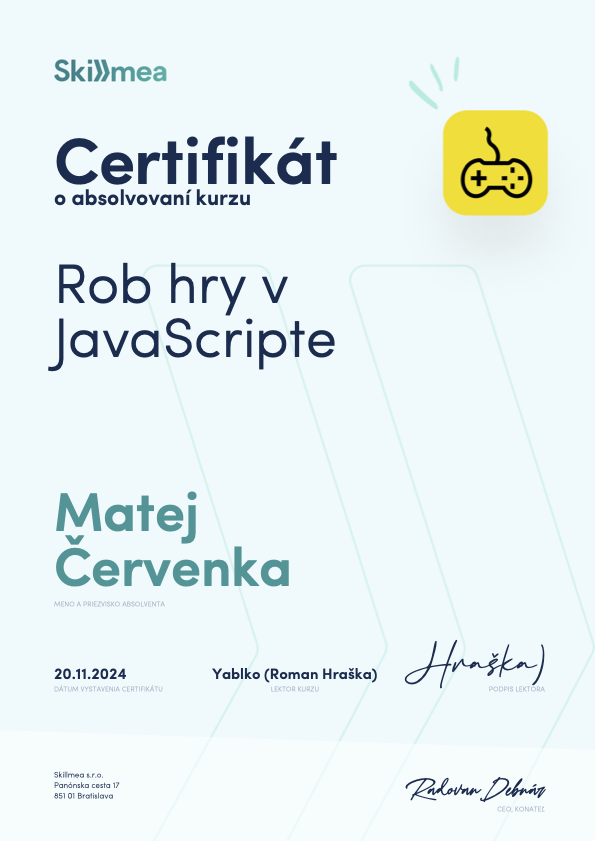 Skillmea
Certifikát
o absolvovaní kurzu
Rob hry v
JavaScripte
Matej
Červenka
MENO A PRIEZVISKO ABSOLVENTA
20.11.2024
DÁTUM VYSTAVENIA CERTIFIKÁTU
Yablko (Roman Hraška)
LEKTOR KURZU
Hraška)
PODPIS LEKTORA
Skillmea s.r.o.
Panónska cesta 17
851 01 Bratislava
Radovan Debnár
CEO, KONATEĽ